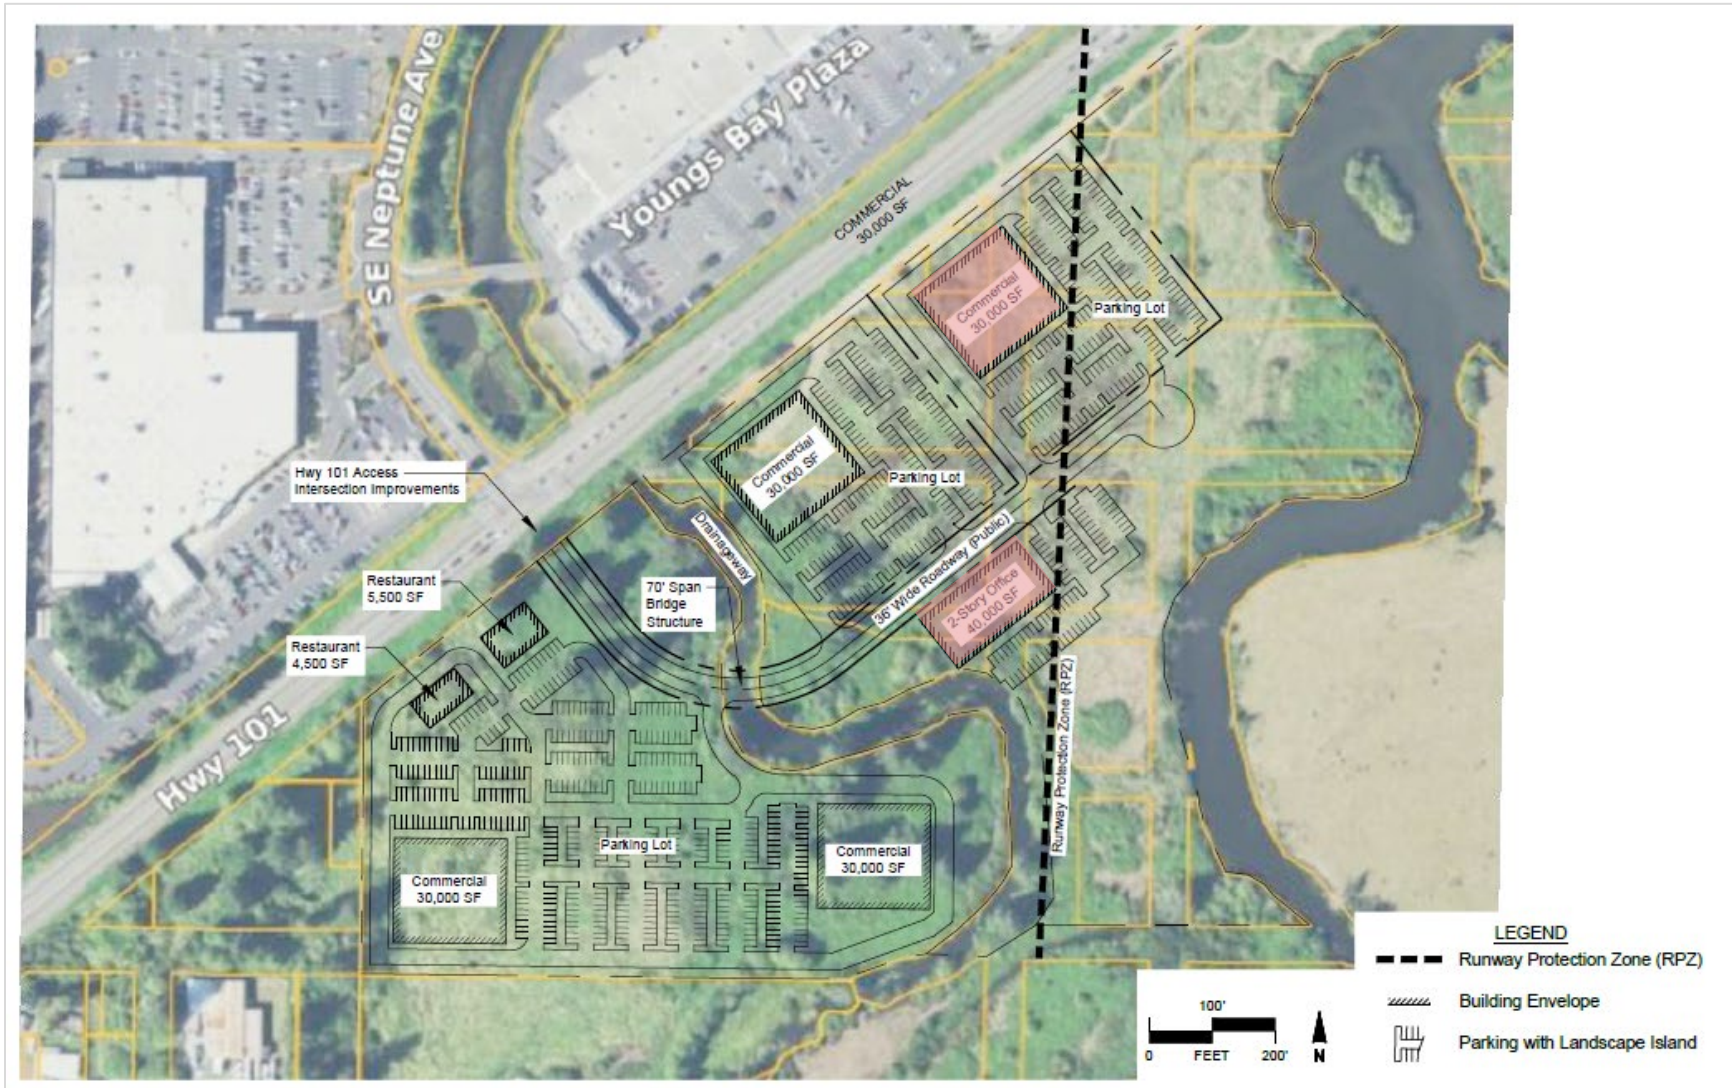 SE Neptune Ave
Youngs Bay Plaza
COMMERCIAL
30,000 SF
Commercial
30,000 SF
Parking Lot
Commercial
30,000 SF
Parking Lot
Hwy 101 Access
Intersection Improvements
Drainageway
36' Wide Roadway (Public)
Restaurant
5,500 SF
70' Span
Bridge
Structure
2-Story Office
40,000 SF
Restaurant
4,500 SF
Runway Protection Zone (RPZ)
Hwy 101
Parking Lot
Commercial
30,000 SF
Commercial
30,000 SF
LEGEND
Runway Protection Zone (RPZ)
Building Envelope
Parking with Landscape Island
100'
0 FEET 200'
N